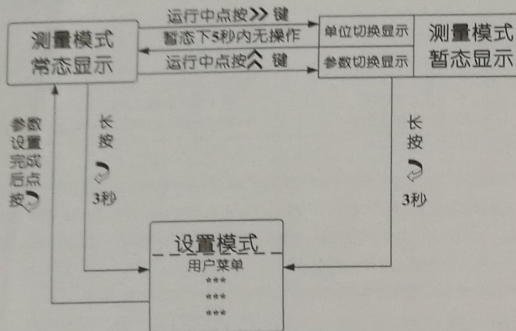 运行中点按>> 键
测量模式
常态显示
暂态下5秒内无操作
运行中点按 键
单位切换显示
参数切换显示
测量模式
暂态显示
参数
设置
完成
后点
按
长
按
3秒
长
按
3秒
设置模式
用户菜单
***
***
***